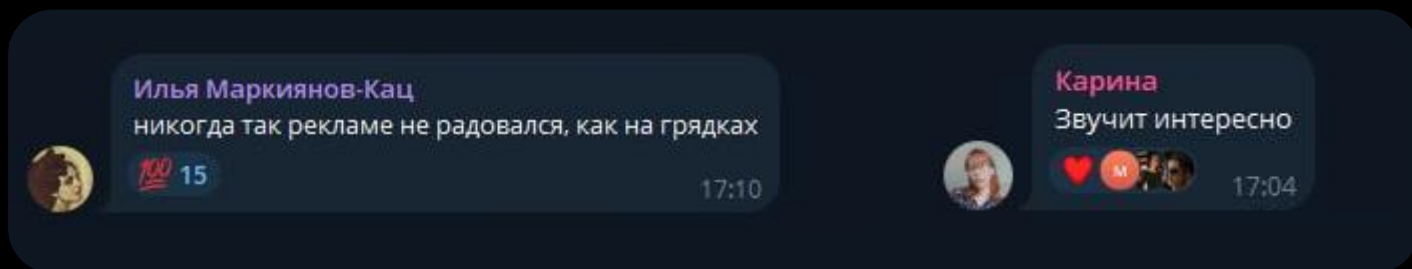 Илья Маркиянов-Кац
никогда так рекламе не радовался, как на грядках
💯 15
17:10
Карина
Звучит интересно
❤️ М
17:04